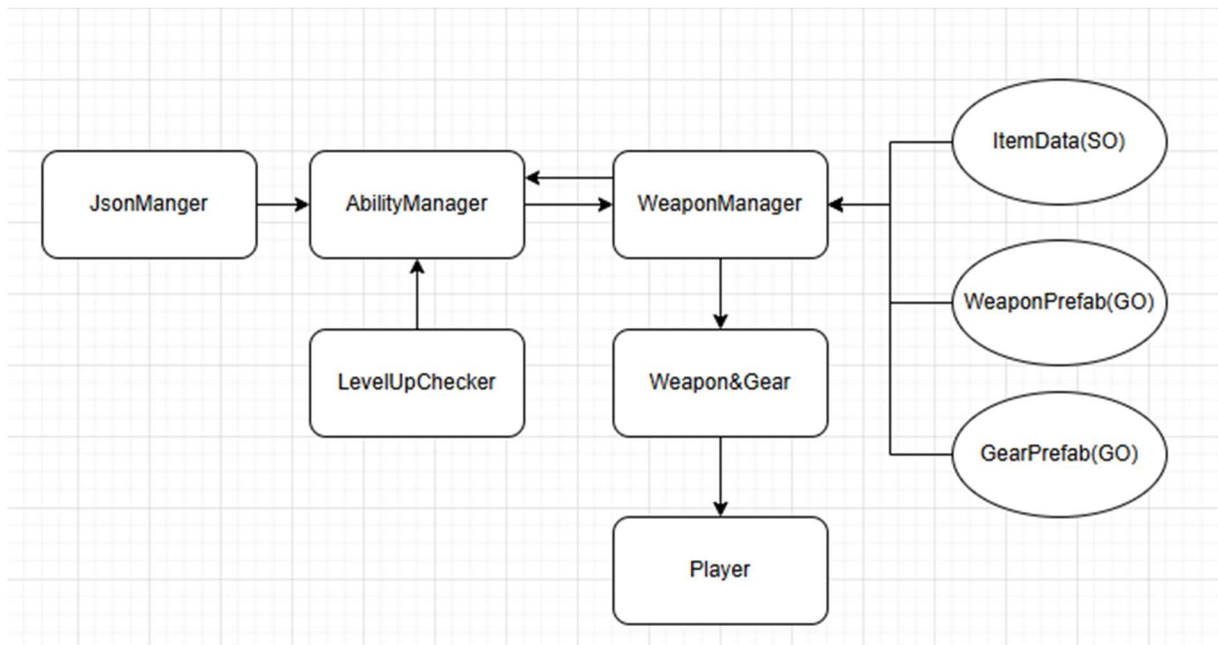 ItemData(SO)
JsonManger
AbilityManager
WeaponManager
WeaponPrefab(GO)
LevelUpChecker
Weapon&Gear
GearPrefab(GO)
Player